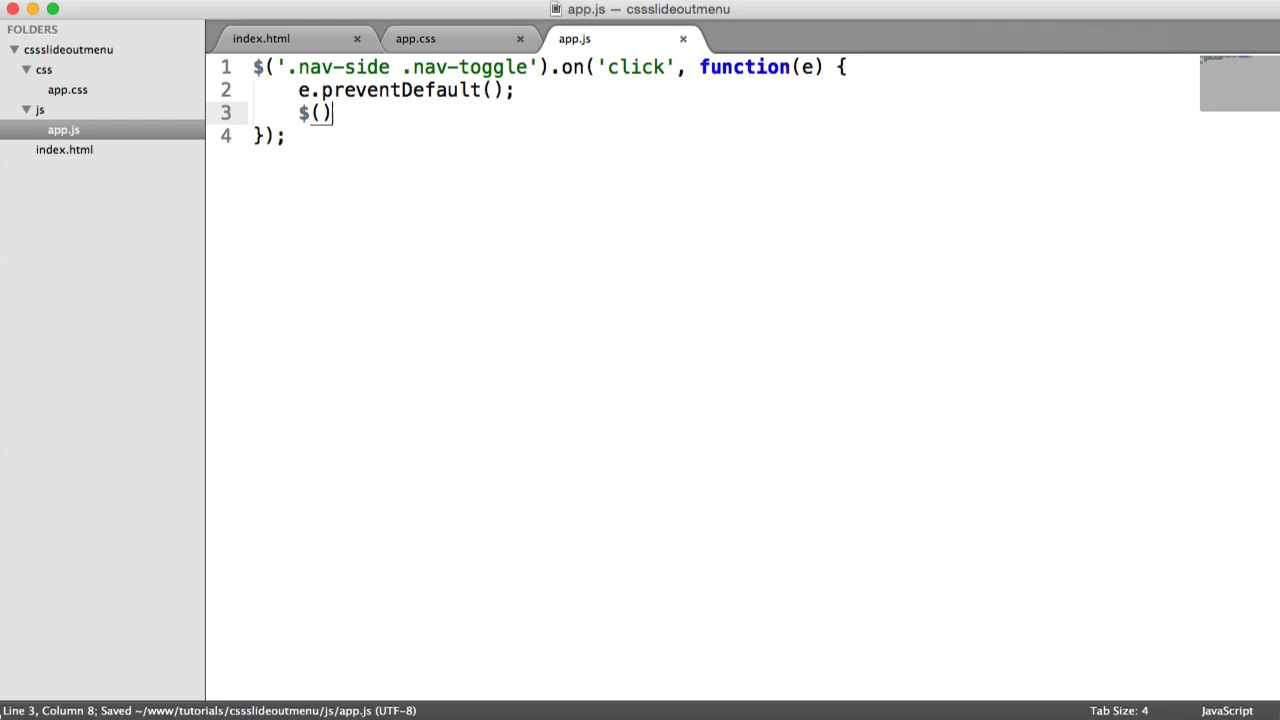 app.js — cssslideoutmenu
FOLDERS
cssslideoutmenu
css
app.css
js
app.js
index.html
index.html ×
app.css ×
app.js ×
1 $('.nav-side .nav-toggle').on('click', function(e) {
2 e.preventDefault();
3 $()
4 });
Line 3, Column 8; Saved ~/www/tutorials/cssslideoutmenu/js/app.js (UTF-8)
Tab Size: 4
JavaScript